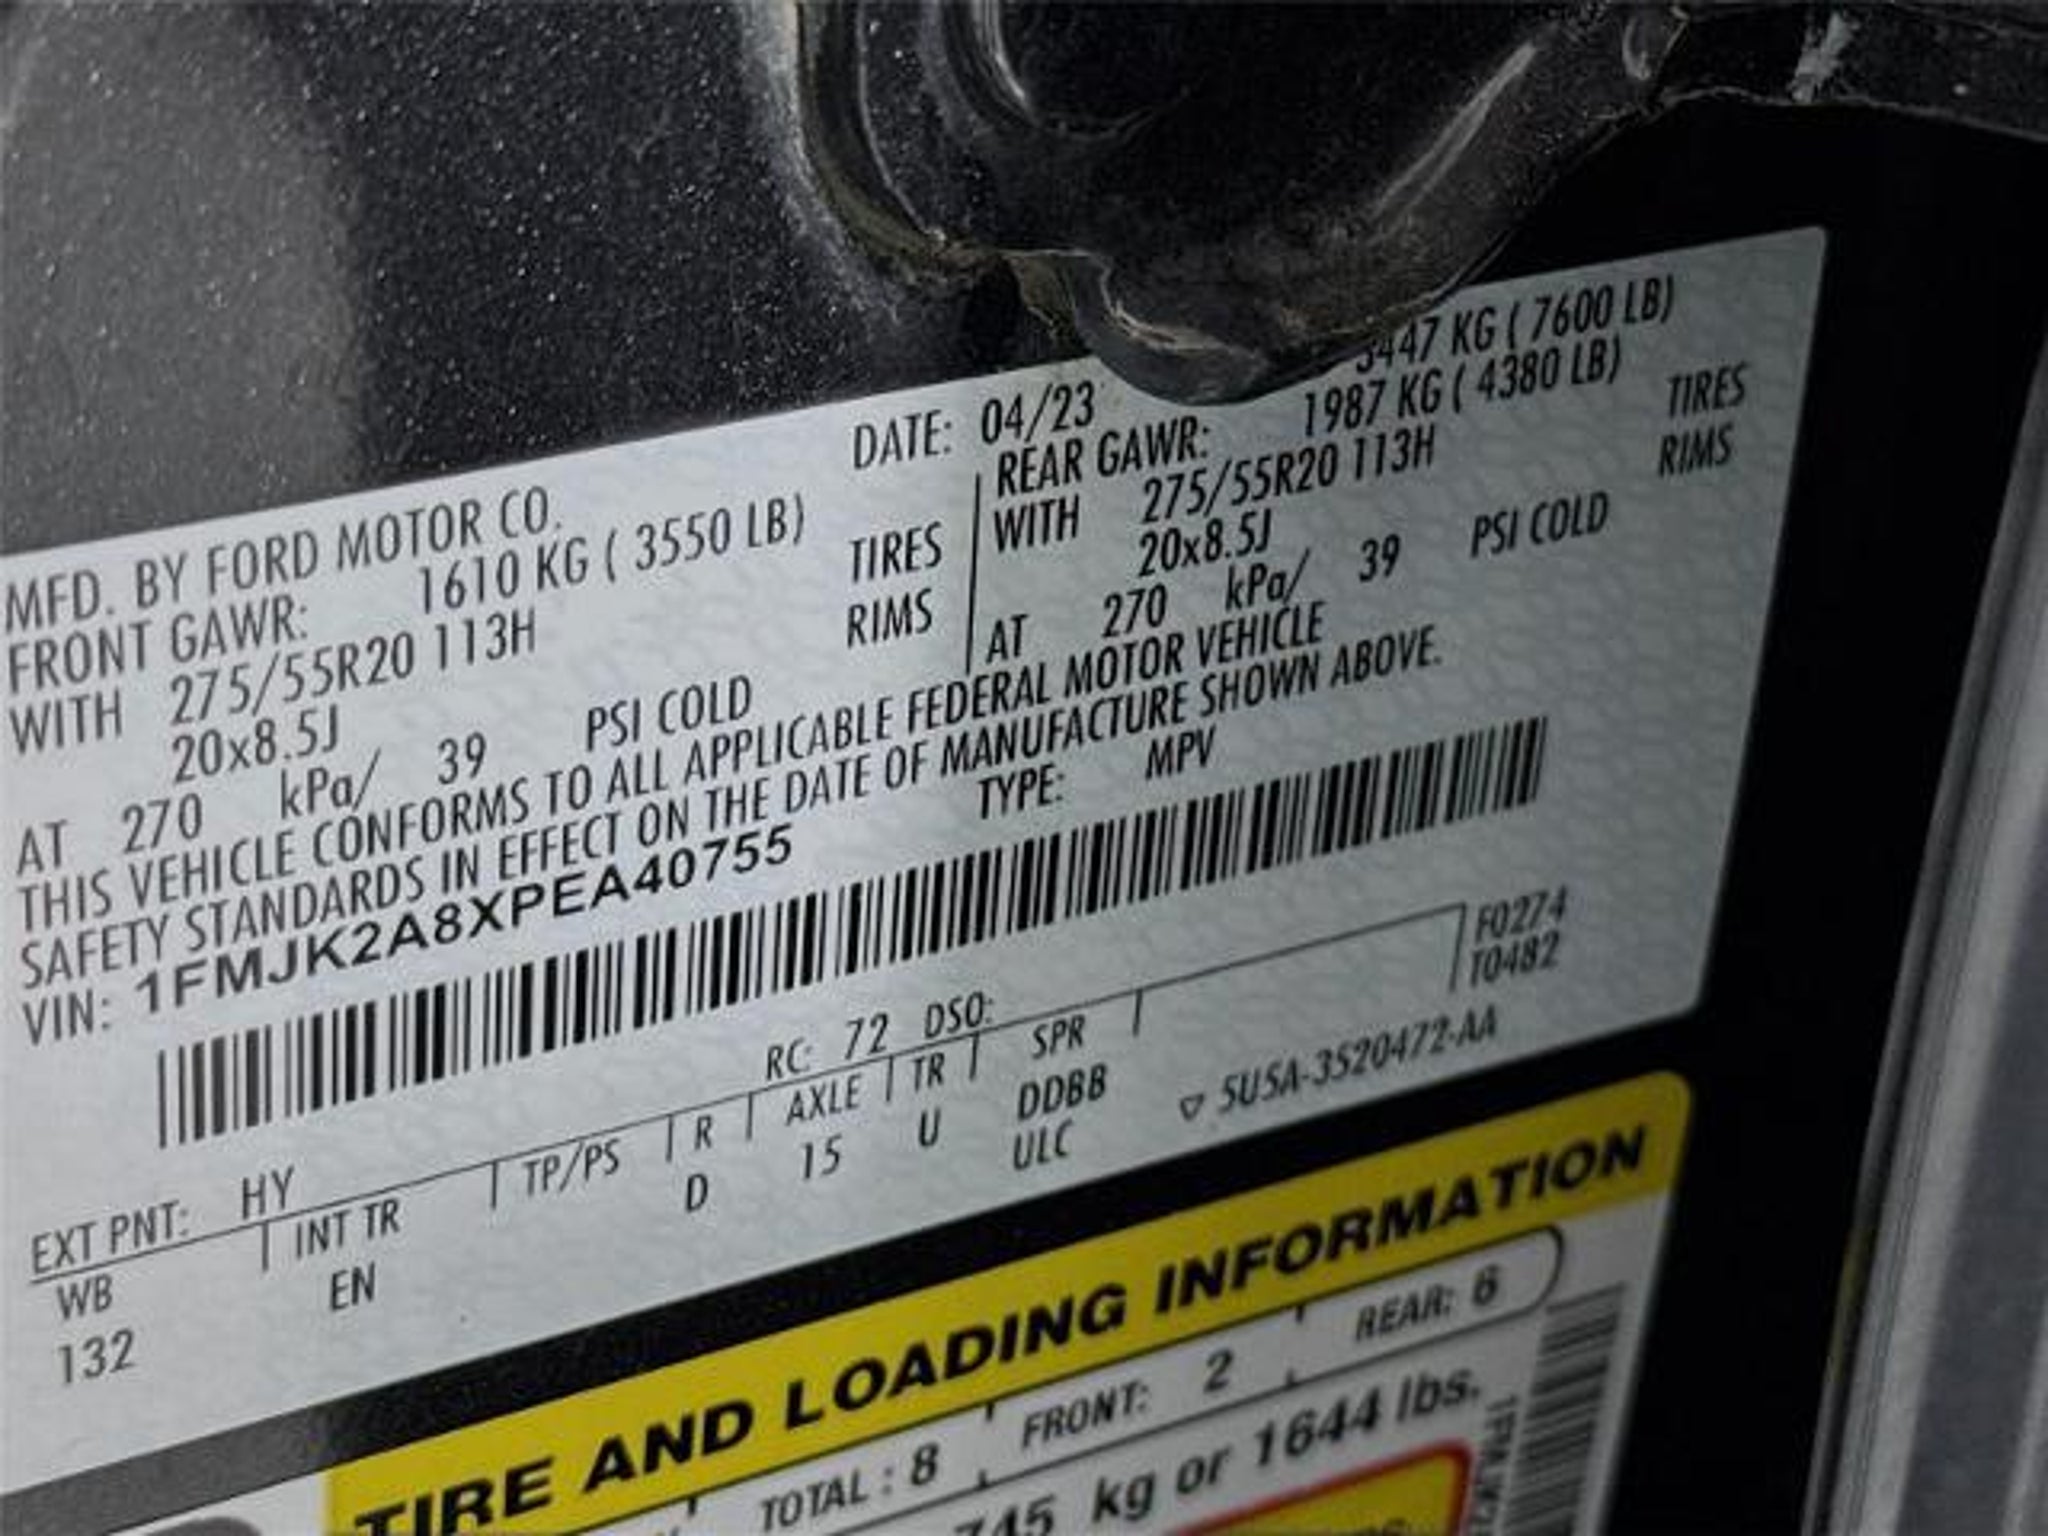 DATE: 04/23
3447 KG ( 7600 LB)
MFD. BY FORD MOTOR CO.
FRONT GAWR: 1610 KG ( 3550 LB)
WITH 275/55R20 113H TIRES
20x8.5J RIMS
AT 270 kPa/ 39 PSI COLD
REAR GAWR: 1987 KG ( 4380 LB)
WITH 275/55R20 113H TIRES
20x8.5J RIMS
AT 270 kPa/ 39 PSI COLD
THIS VEHICLE CONFORMS TO ALL APPLICABLE FEDERAL MOTOR VEHICLE
SAFETY STANDARDS IN EFFECT ON THE DATE OF MANUFACTURE SHOWN ABOVE.
VIN: 1FMJK2A8XPEA40755 TYPE: MPV
F0274
T0482
EXT PNT: HY RC: 72 DSO:
WB INT TR TP/PS R AXLE TR SPR
132 EN D 15 U DDBB
ULC
▽ 5U5A-3520472-AA
TIRE AND LOADING INFORMATION
TOTAL : 8 FRONT: 2 REAR: 6
745 kg or 1644 lbs.